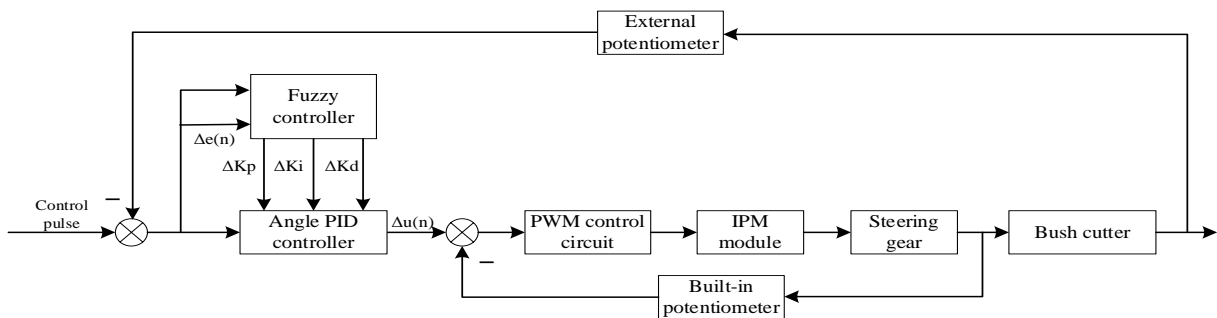 External
potentiometer
Fuzzy
controller
Δe(n)
ΔKp
ΔKi
ΔKd
−
Control
pulse
Angle PID
controller
Δu(n)
−
PWM control
circuit
IPM
module
Steering
gear
Bush cutter
Built-in
potentiometer